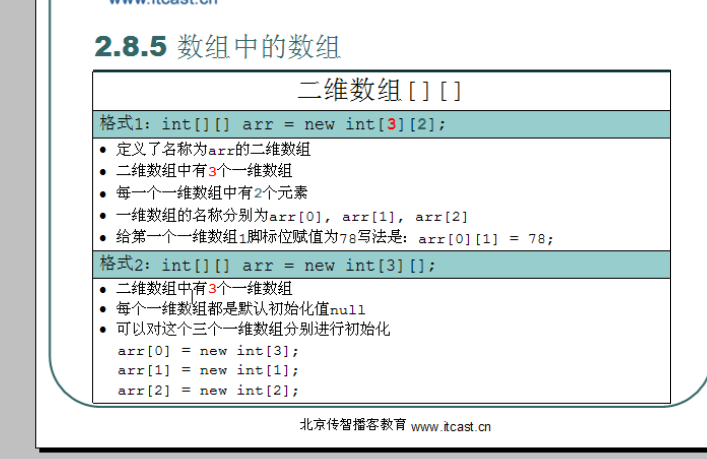 www.itcast.cn
2.8.5 数组中的数组
二维数组[][]
格式1: int[][] arr = new int[3][2];
• 定义了名称为arr的二维数组
• 二维数组中有3个一维数组
• 每一个一维数组中有2个元素
• 一维数组的名称分别为arr[0], arr[1], arr[2]
• 给第一个一维数组1脚标位赋值为78写法是: arr[0][1] = 78;
格式2: int[][] arr = new int[3][];
• 二维数组中有3个一维数组
• 每个一维数组都是默认初始化值null
• 可以对这个三个一维数组分别进行初始化
arr[0] = new int[3];
arr[1] = new int[1];
arr[2] = new int[2];
北京传智播客教育 www.itcast.cn